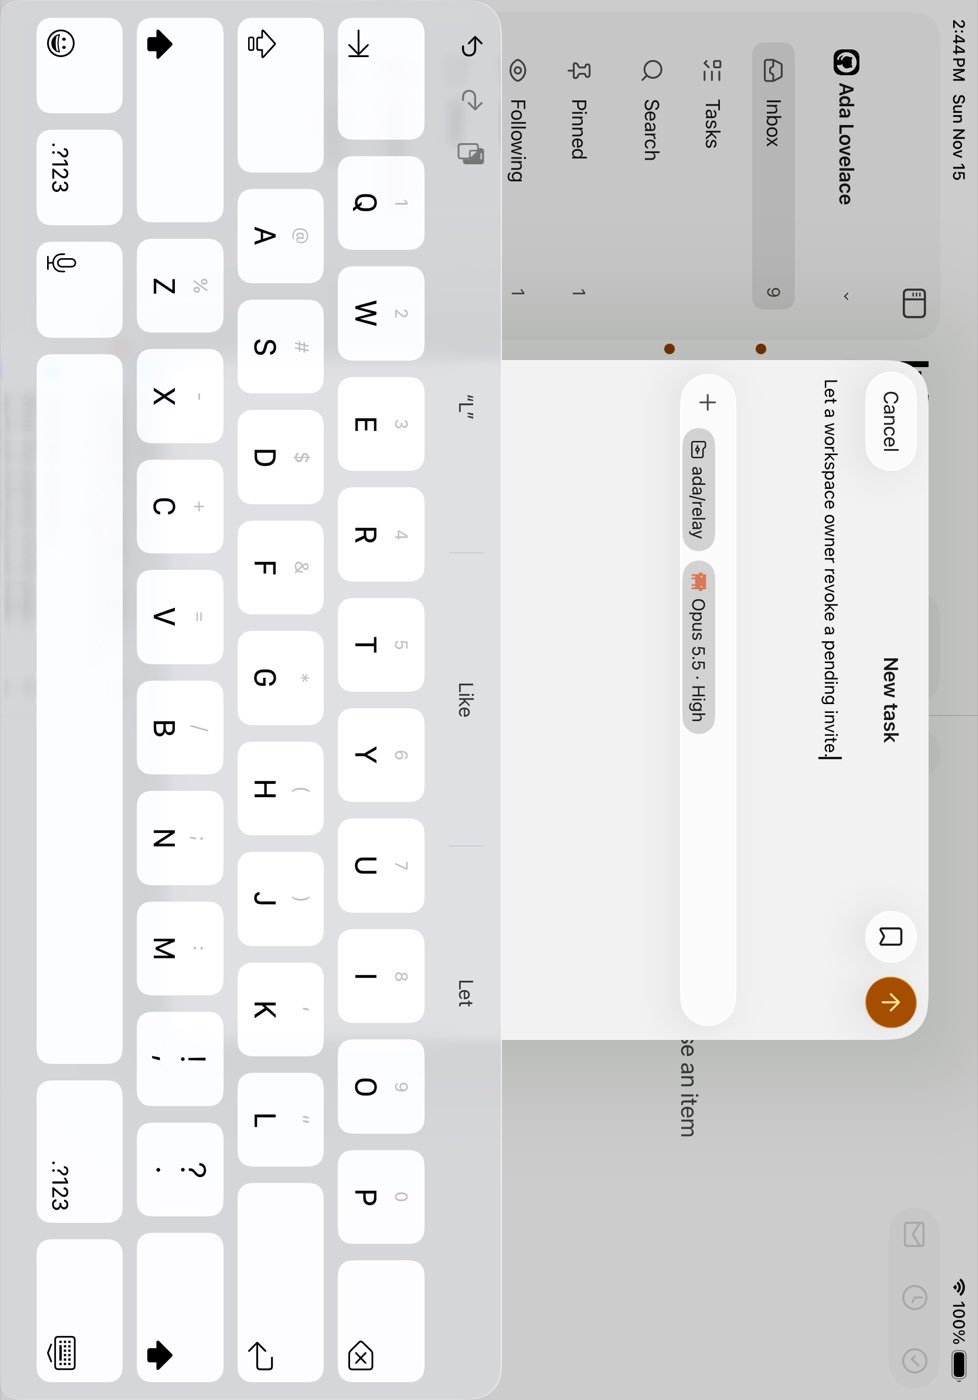 2:44 PM Sun Nov 15
100%
Cancel
New task
Ada Lovelace
Let a workspace owner revoke a pending invite.
Inbox 9
Tasks
ada/relay
Opus 5.5 · High
se an item
Search
Pinned 1
Following 1
“L”
Like
Let
1 2 3 4 5 6 7 8 9 0
Q W E R T Y U I O P
@ # $ & * ( ) ' "
A S D F G H J K L
% - + = / ; : ! ?
Z X C V B N M , .
.?123
.?123